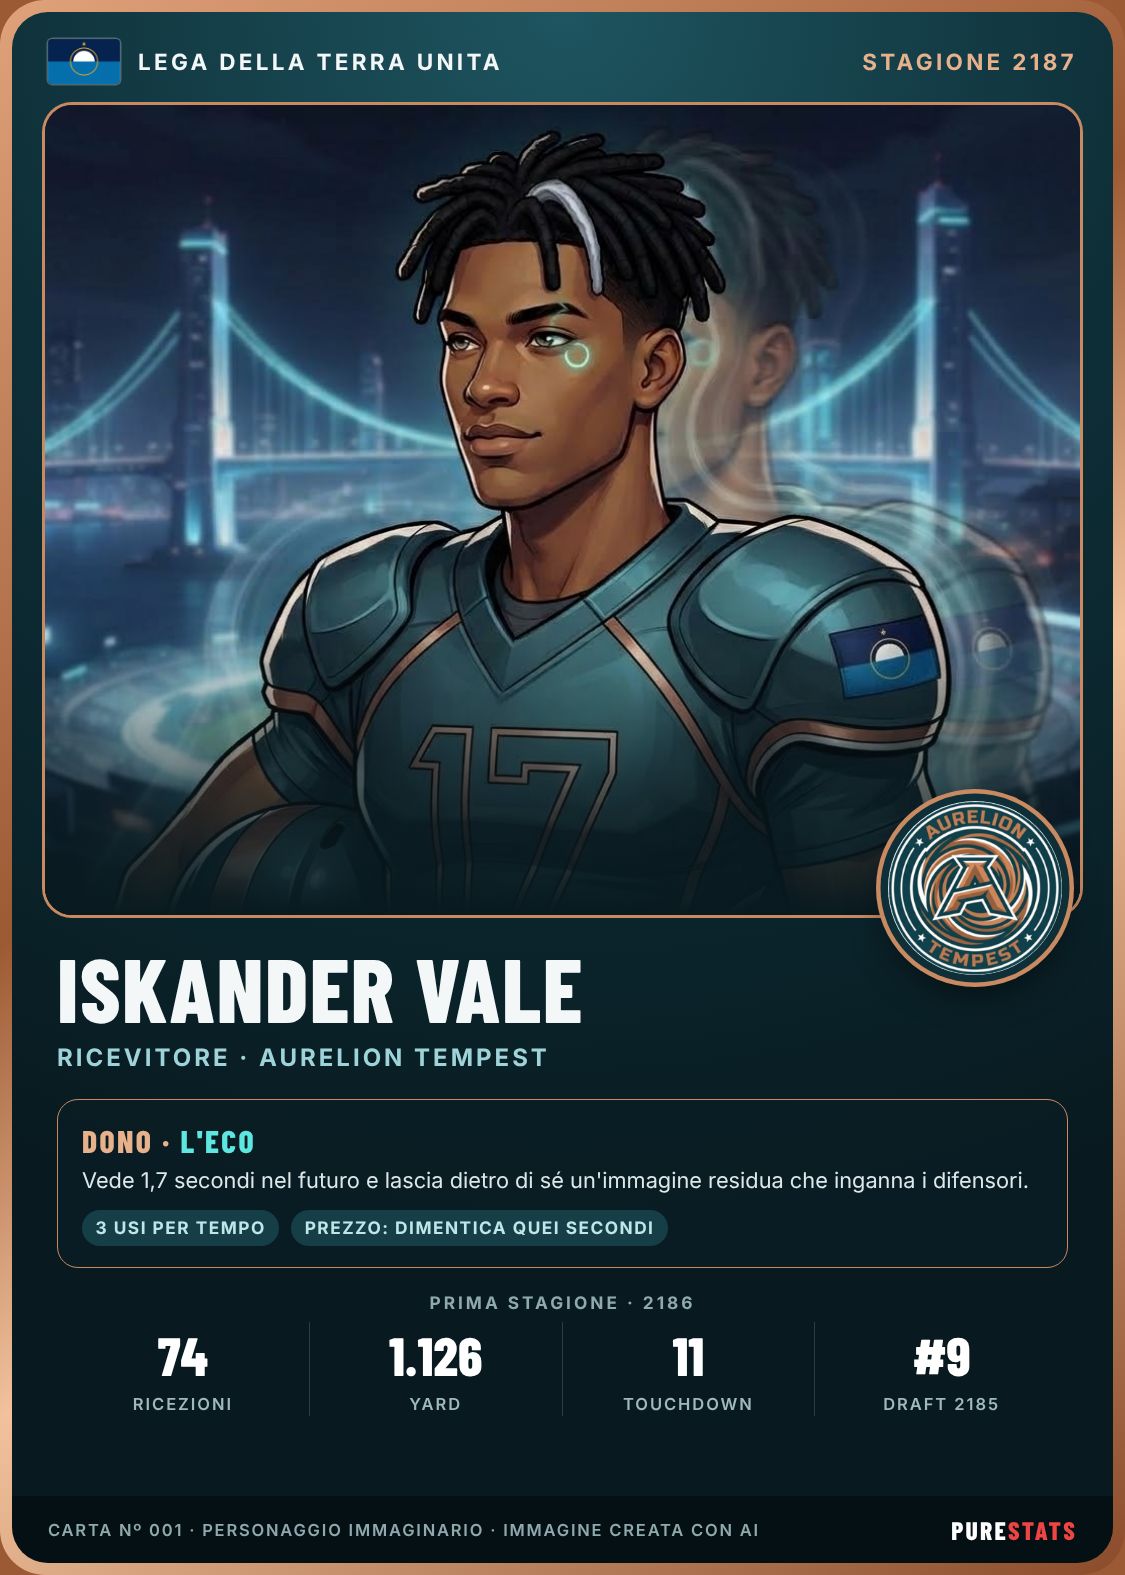 LEGA DELLA TERRA UNITA
STAGIONE 2187
17
AURELION
A
TEMPEST
ISKANDER VALE
RICEVITORE · AURELION TEMPEST
DONO · L'ECO
Vede 1,7 secondi nel futuro e lascia dietro di sé un'immagine residua che inganna i difensori.
3 USI PER TEMPO
PREZZO: DIMENTICA QUEI SECONDI
PRIMA STAGIONE · 2186
74
RICEZIONI
1.126
YARD
11
TOUCHDOWN
#9
DRAFT 2185
CARTA Nº 001 · PERSONAGGIO IMMAGINARIO · IMMAGINE CREATA CON AI
PURESTATS